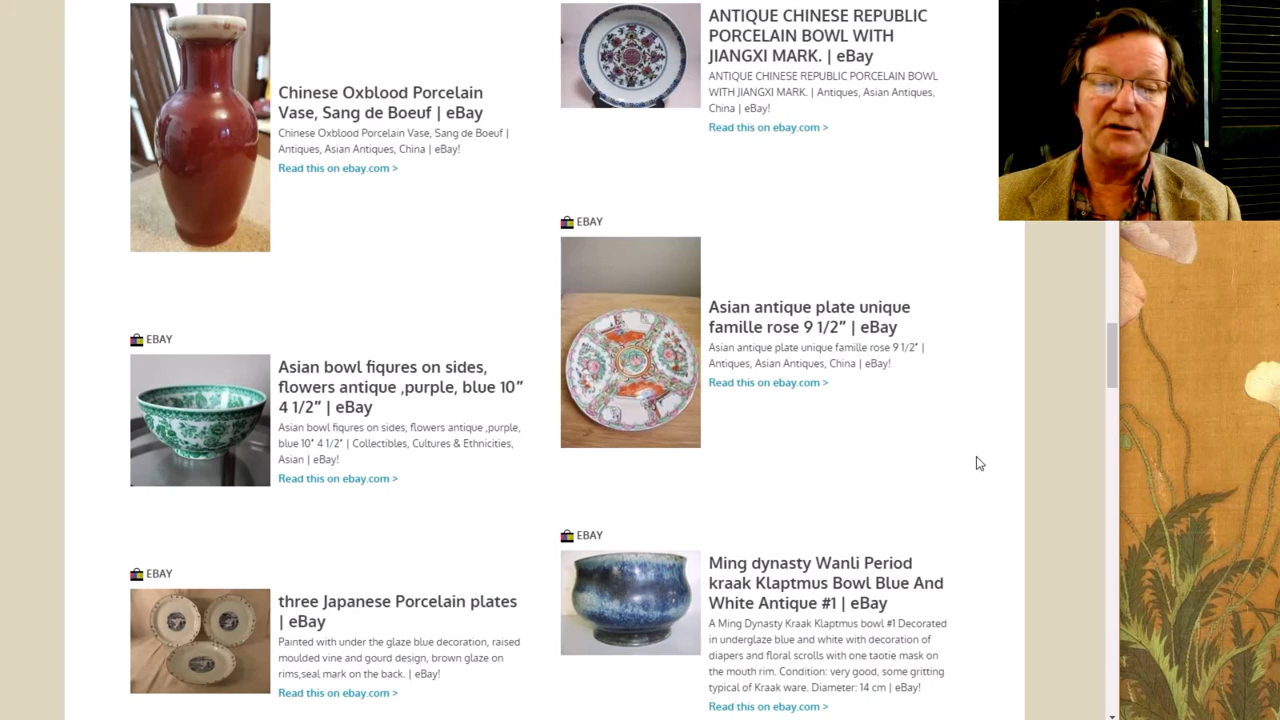 Chinese Oxblood Porcelain
Vase, Sang de Boeuf | eBay
Chinese Oxblood Porcelain Vase, Sang de Boeuf |
Antiques, Asian Antiques, China | eBay!
Read this on ebay.com >
EBAY
Asian bowl fiqures on sides,
flowers antique ,purple, blue 10”
4 1/2” | eBay
Asian bowl fiqures on sides, flowers antique ,purple,
blue 10" 4 1/2" | Collectibles, Cultures & Ethnicities,
Asian | eBay!
Read this on ebay.com >
EBAY
three Japanese Porcelain plates
| eBay
Painted with under the glaze blue decoration, raised
moulded vine and gourd design, brown glaze on
rims,seal mark on the back. | eBay!
Read this on ebay.com >
ANTIQUE CHINESE REPUBLIC
PORCELAIN BOWL WITH
JIANGXI MARK. | eBay
ANTIQUE CHINESE REPUBLIC PORCELAIN BOWL
WITH JIANGXI MARK. | Antiques, Asian Antiques,
China | eBay!
Read this on ebay.com >
EBAY
Asian antique plate unique
famille rose 9 1/2” | eBay
Asian antique plate unique famille rose 9 1/2" |
Antiques, Asian Antiques, China | eBay!
Read this on ebay.com >
EBAY
Ming dynasty Wanli Period
kraak Klaptmus Bowl Blue And
White Antique #1 | eBay
A Ming Dynasty Kraak Klaptmus bowl #1 Decorated
in underglaze blue and white with decoration of
diapers and floral scrolls with one taotie mask on
the mouth rim. Condition: very good, some gritting
typical of Kraak ware. Diameter: 14 cm | eBay!
Read this on ebay.com >